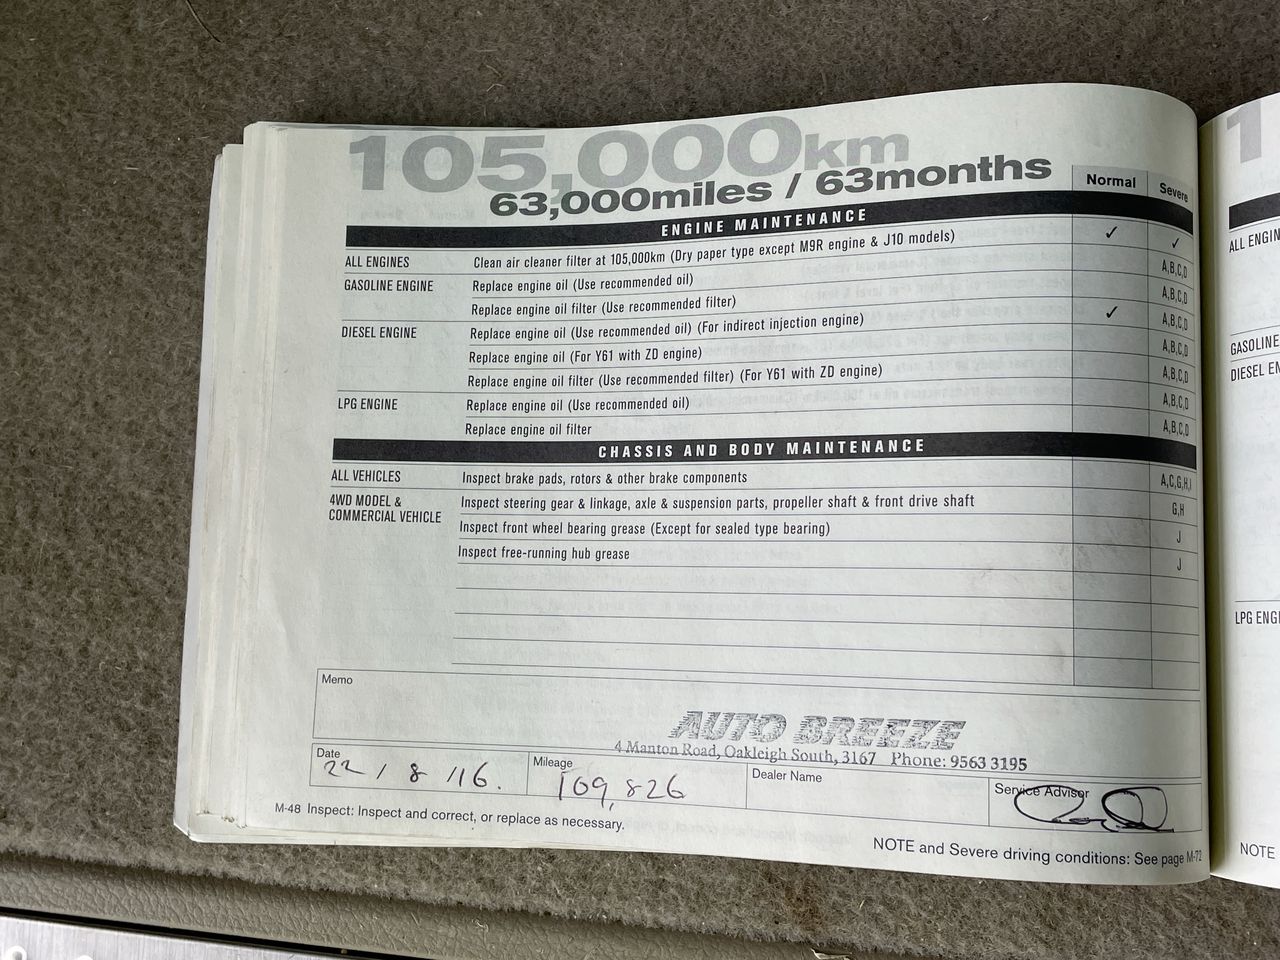 105,000km
63,000miles / 63months
Normal Severe
ENGINE MAINTENANCE
ALL ENGINES Clean air cleaner filter at 105,000km (Dry paper type except M9R engine & J10 models) ✓ ✓
GASOLINE ENGINE Replace engine oil (Use recommended oil) A,B,C,D
Replace engine oil filter (Use recommended filter) A,B,C,D
DIESEL ENGINE Replace engine oil (Use recommended oil) (For indirect injection engine) ✓ A,B,C,D
Replace engine oil (For Y61 with ZD engine) A,B,C,D
Replace engine oil filter (Use recommended filter) (For Y61 with ZD engine) A,B,C,D
LPG ENGINE Replace engine oil (Use recommended oil) A,B,C,D
Replace engine oil filter A,B,C,D
CHASSIS AND BODY MAINTENANCE
ALL VEHICLES Inspect brake pads, rotors & other brake components A,C,G,H,I
4WD MODEL & COMMERCIAL VEHICLE Inspect steering gear & linkage, axle & suspension parts, propeller shaft & front drive shaft G,H
Inspect front wheel bearing grease (Except for sealed type bearing) J
Inspect free-running hub grease J
Memo
AUTO BREEZE
4 Manton Road, Oakleigh South, 3167 Phone: 9563 3195
Date 22 / 8 /16. Mileage 109,826 Dealer Name Service Advisor
M-48 Inspect: Inspect and correct, or replace as necessary.
NOTE and Severe driving conditions: See page M-72
1
ALL ENGIN
GASOLINE
DIESEL EN
LPG ENGI
NOTE